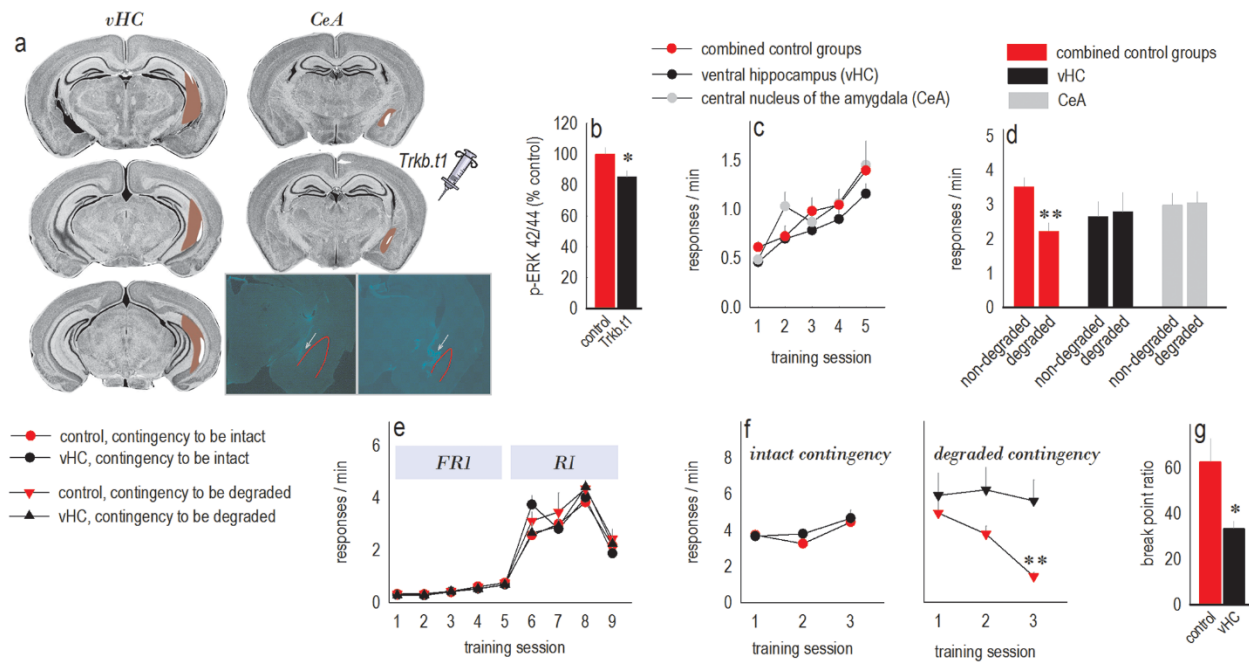 a
vHC
CeA
Trkb.t1
combined control groups
ventral hippocampus (vHC)
central nucleus of the amygdala (CeA)
combined control groups
vHC
CeA
b
p-ERK 42/44 (% control)
120
100
80
60
40
20
0
*
control
Trkb.t1
c
responses / min
1.5
1.0
0.5
0.0
1 2 3 4 5
training session
d
responses / min
5
4
3
2
1
0
**
non-degraded
degraded
non-degraded
degraded
non-degraded
degraded
control, contingency to be intact
vHC, contingency to be intact
control, contingency to be degraded
vHC, contingency to be degraded
e
FR1
RI
responses / min
6
4
2
0
1 2 3 4 5 6 7 8 9
training session
f
intact contingency
responses / min
8
6
4
2
0
1 2 3
training session
degraded contingency
**
1 2 3
training session
g
break point ratio
60
40
20
0
*
control
vHC